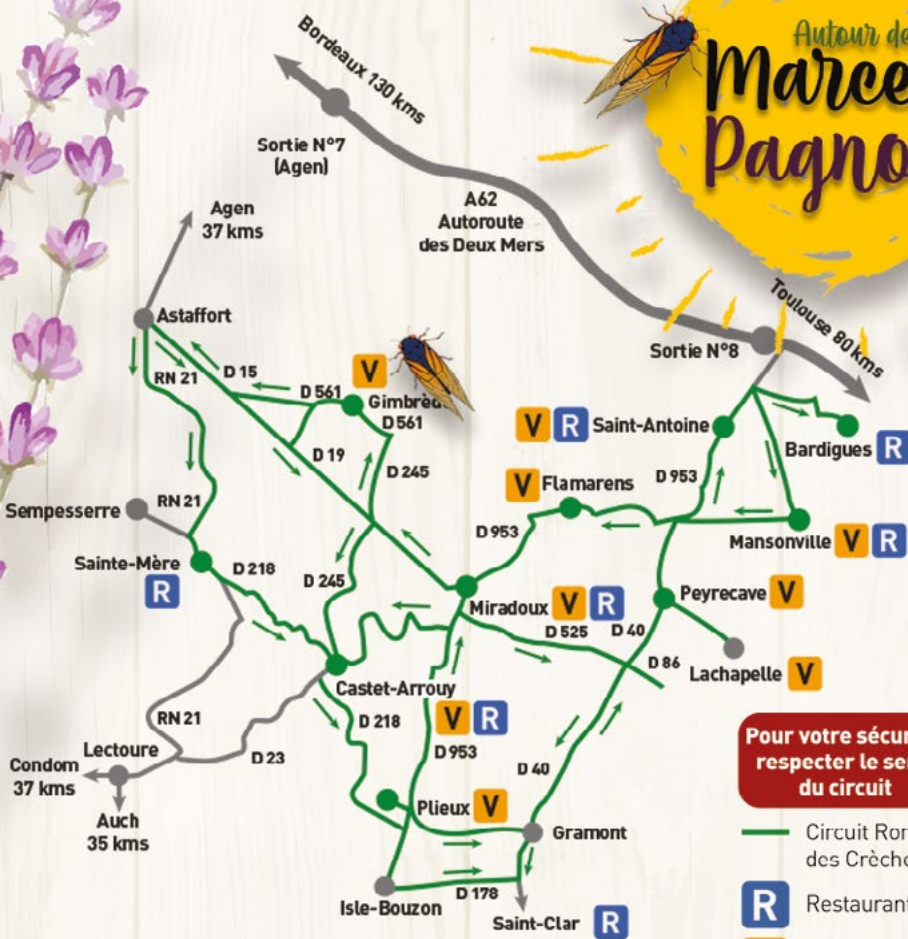 Autour de
Marce
Pagno
Bordeaux 130 kms
Sortie N°7
(Agen)
A62
Autoroute
des Deux Mers
Agen
37 kms
Toulouse 80 kms
Sortie N°8
Astaffort
RN 21
D 15
D 561
V
Gimbrè
D 561
D 19
D 245
V R Saint-Antoine
Bardigues R
V Flamarens
D 953
D 953
Mansonville V R
Sempesserre
RN 21
Sainte-Mère
R
D 218
D 245
Miradoux V R
Peyrecave V
D 525
D 40
D 86
Lachapelle V
Castet-Arrouy
V R
D 218
D 953
RN 21
Lectoure
D 23
Condom
37 kms
Auch
35 kms
D 40
Plieux V
Gramont
Isle-Bouzon
D 178
Saint-Clar R
Pour votre sécur
respecter le se
du circuit
Circuit Ro
des Crèch
R Restaurant